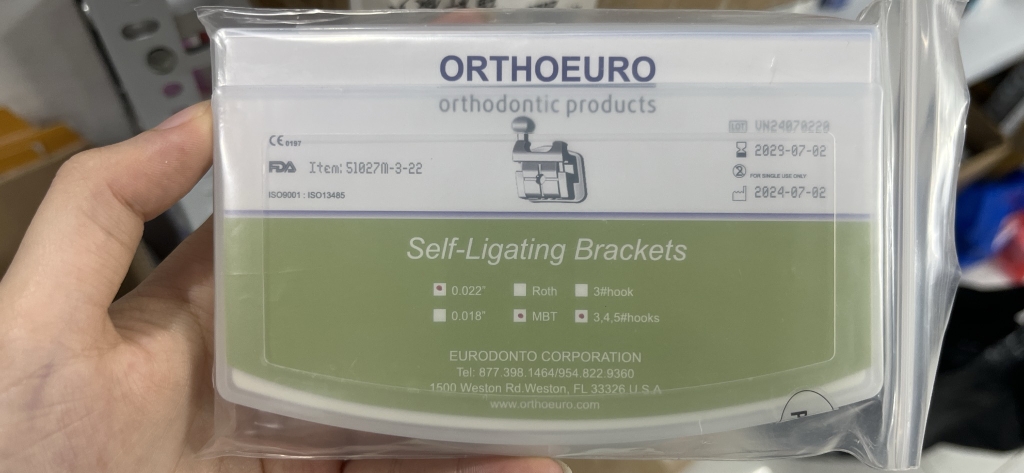 ORTHOEURO
orthodontic products
CE 0197
FDA Item: S1027M-3-22
ISO9001 : ISO13485
LOT VN24070220
2029-07-02
2 FOR SINGLE USE ONLY
2024-07-02
Self-Ligating Brackets
0.022" Roth 3#hook
0.018" MBT 3,4,5#hooks
EURODONTO CORPORATION
Tel: 877.398.1464/954.822.9360
1500 Weston Rd.Weston, FL 33326 U.S.A
www.orthoeuro.com